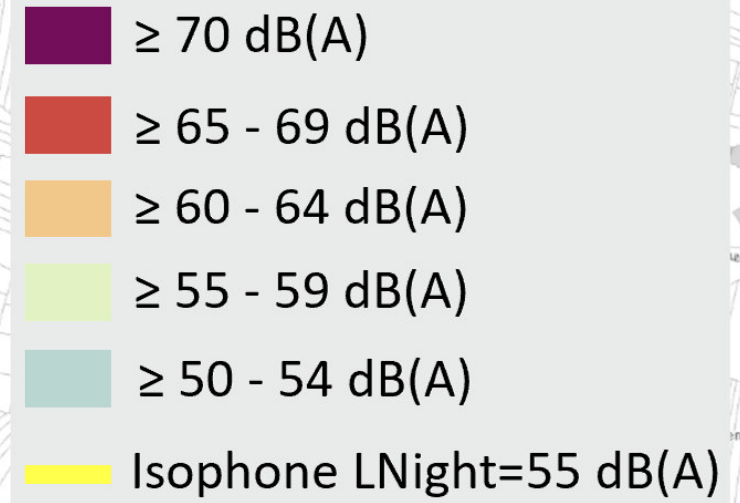 ≥ 70 dB(A)
≥ 65 - 69 dB(A)
≥ 60 - 64 dB(A)
≥ 55 - 59 dB(A)
≥ 50 - 54 dB(A)
Isophone LNight=55 dB(A)